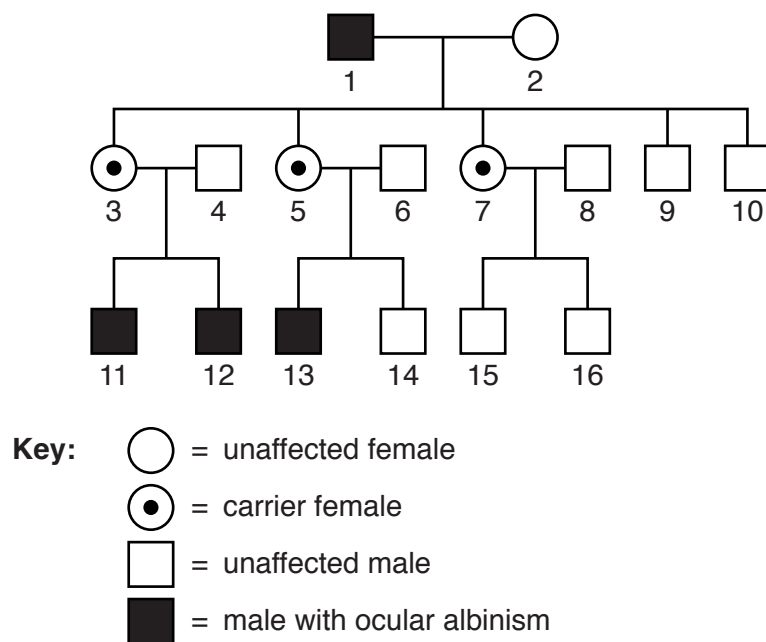 1 2
3 4 5 6 7 8 9 10
11 12 13 14 15 16
Key:
= unaffected female
= carrier female
= unaffected male
= male with ocular albinism